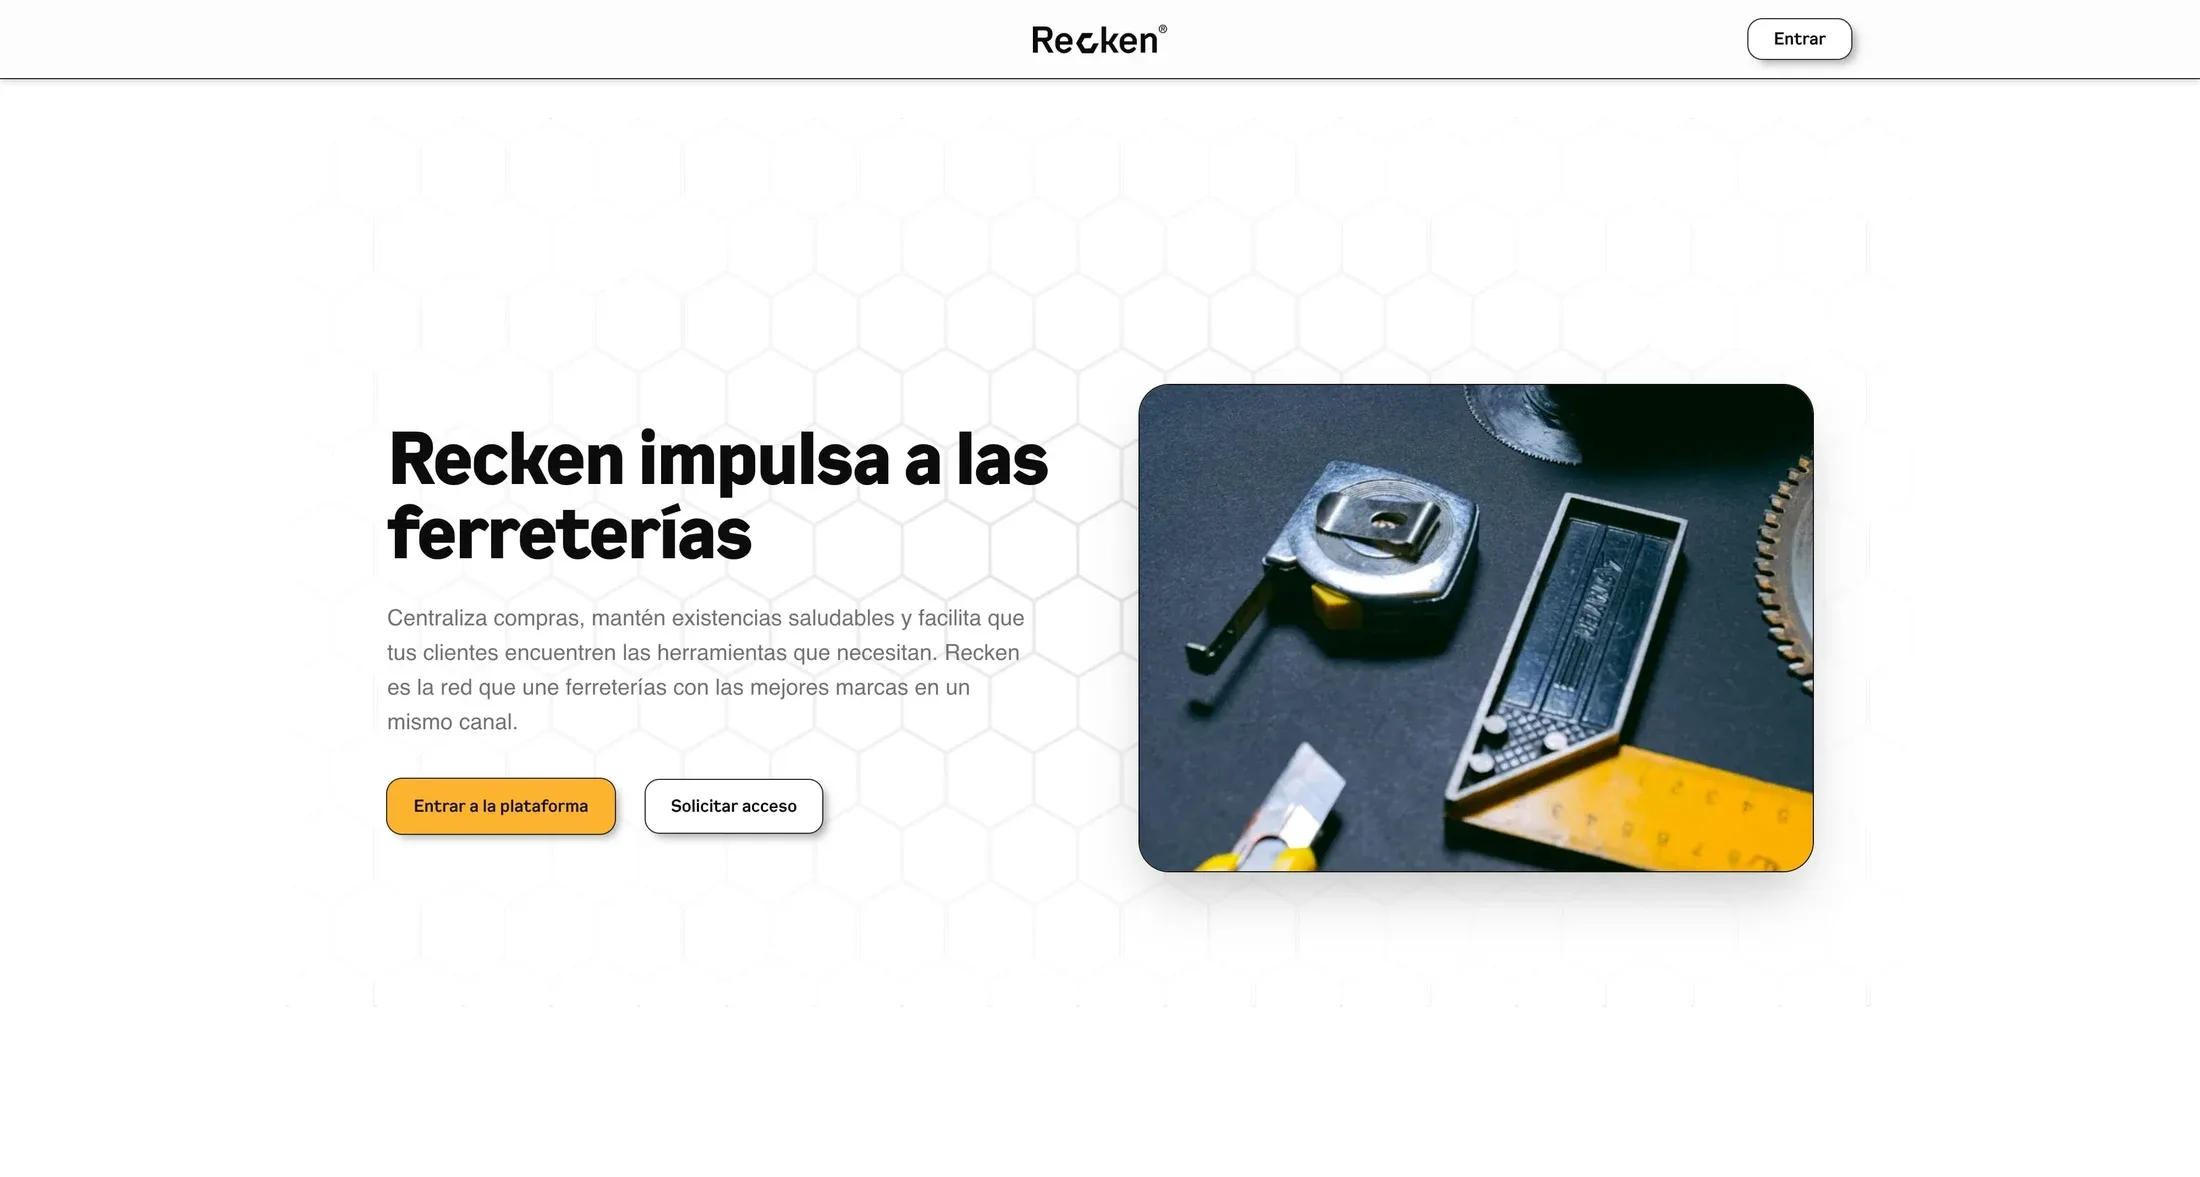 Recken®
Entrar
Recken impulsa a las
ferreterías
Centraliza compras, mantén existencias saludables y facilita que
tus clientes encuentren las herramientas que necesitan. Recken
es la red que une ferreterías con las mejores marcas en un
mismo canal.
Entrar a la plataforma
Solicitar acceso